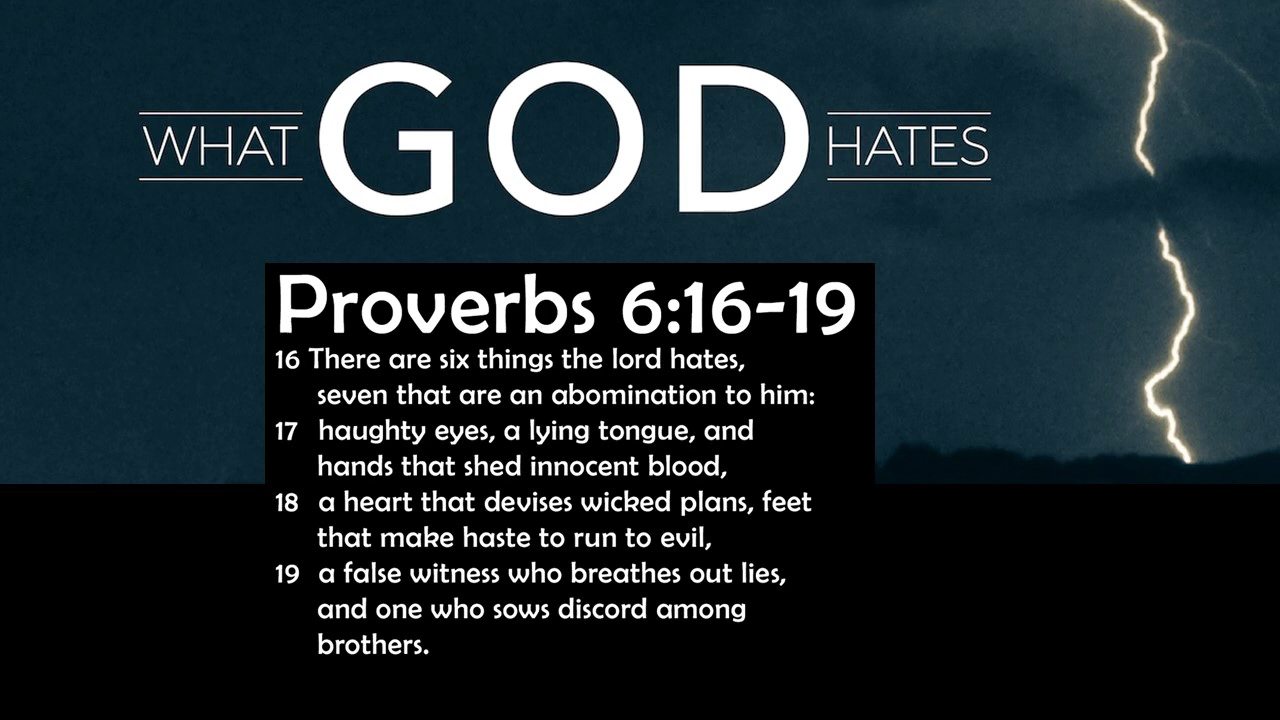 WHAT GOD HATES
Proverbs 6:16-19
16 There are six things the lord hates,
seven that are an abomination to him:
17 haughty eyes, a lying tongue, and
hands that shed innocent blood,
18 a heart that devises wicked plans, feet
that make haste to run to evil,
19 a false witness who breathes out lies,
and one who sows discord among
brothers.